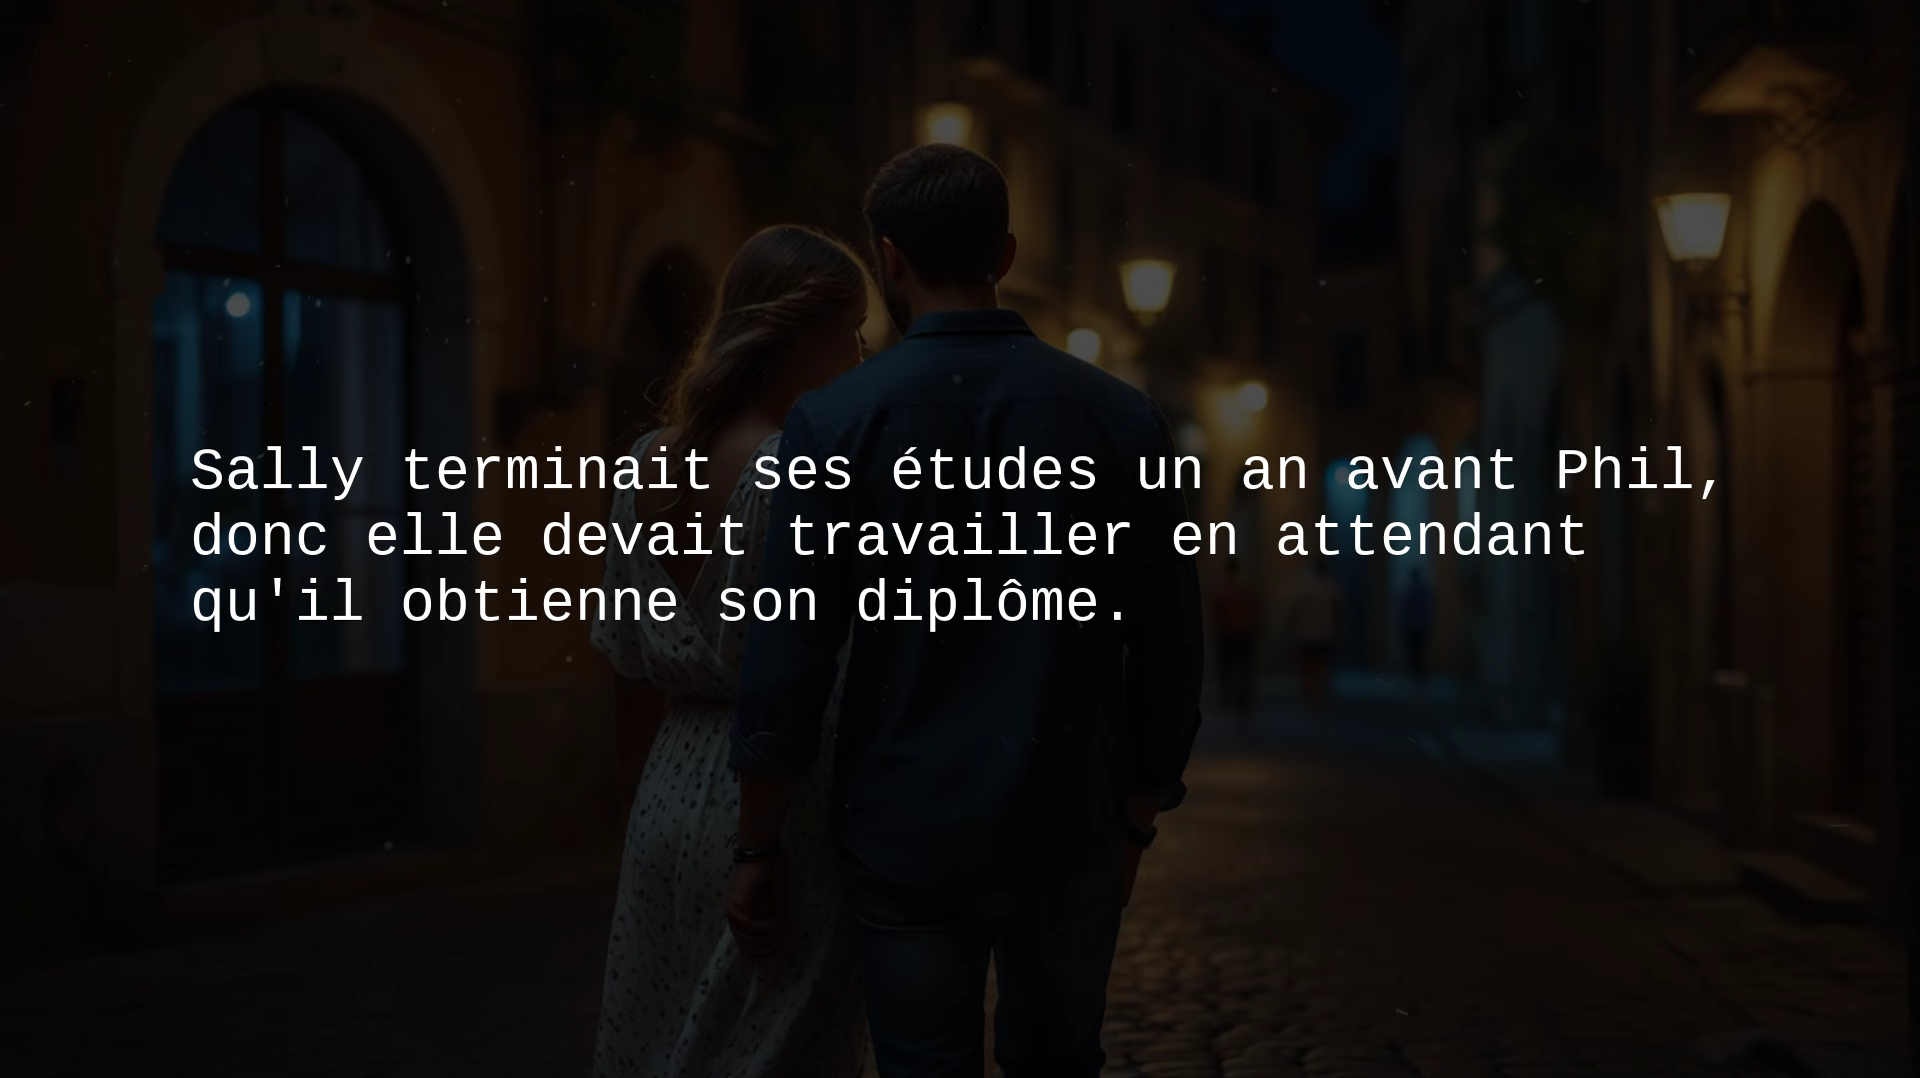 Sally terminait ses études un an avant Phil,
donc elle devait travailler en attendant
qu'il obtienne son diplôme.